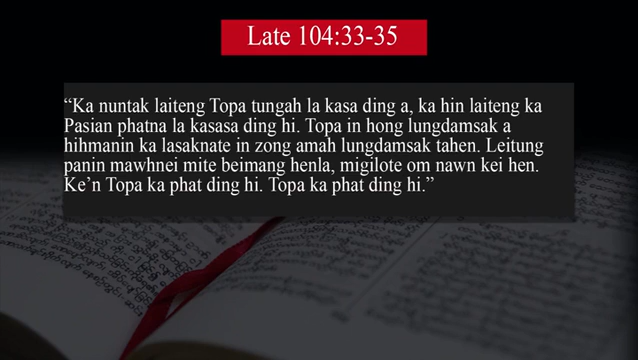 Late 104:33-35
“Ka nuntak laiteng Topa tungah la kasa ding a, ka hin laiteng ka
Pasian phatna la kasasa ding hi. Topa in hong lungdamsak a
hihmanin ka lasaknate in zong amah lungdamsak tahen. Leitung
panin mawhnei mite beimang henla, migilote om nawn kei hen.
Ke’n Topa ka phat ding hi. Topa ka phat ding hi.”